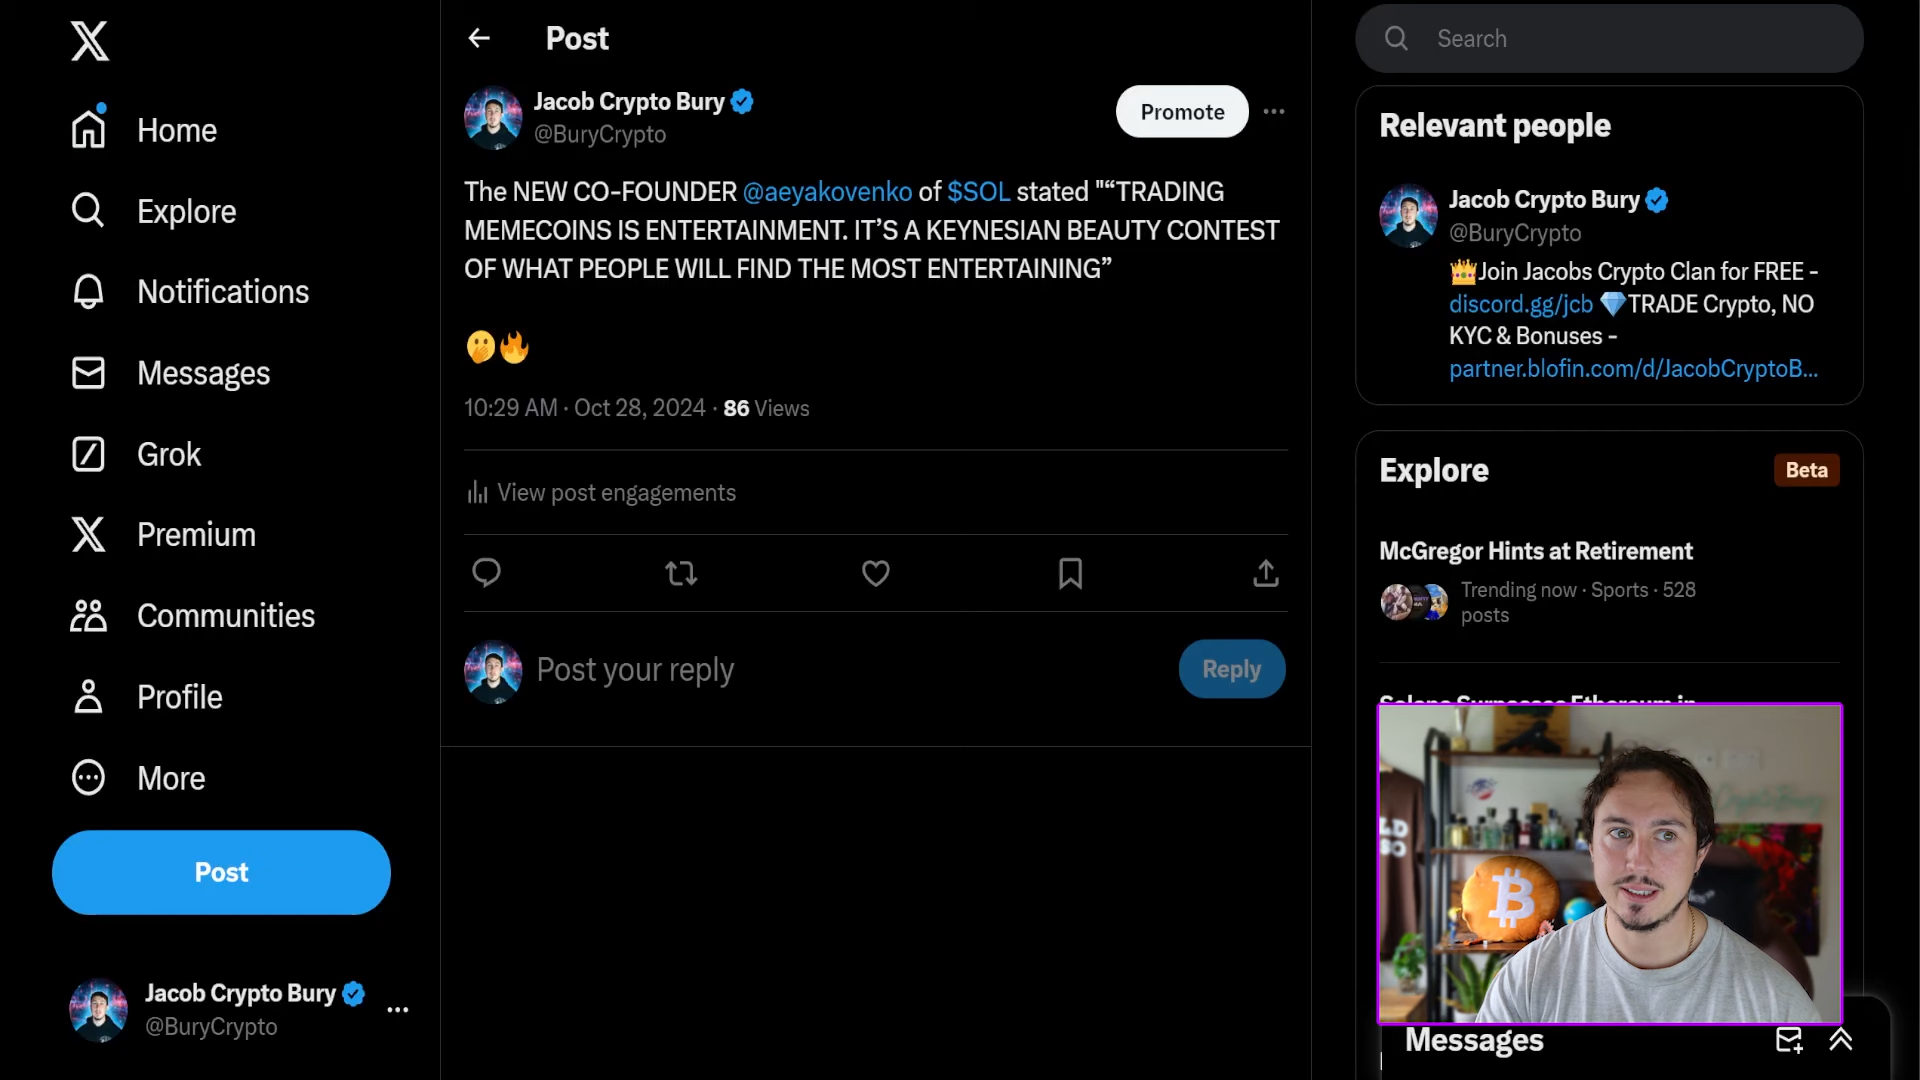 Home
Explore
Notifications
Messages
Grok
Premium
Communities
Profile
More
Post
Jacob Crypto Bury
@BuryCrypto
Post
Jacob Crypto Bury
@BuryCrypto
Promote
The NEW CO-FOUNDER @aeyakovenko of $SOL stated "“TRADING
MEMECOINS IS ENTERTAINMENT. IT’S A KEYNESIAN BEAUTY CONTEST
OF WHAT PEOPLE WILL FIND THE MOST ENTERTAINING”
🫢🔥
10:29 AM · Oct 28, 2024 · 86 Views
View post engagements
Post your reply
Reply
Search
Relevant people
Jacob Crypto Bury
@BuryCrypto
👑Join Jacobs Crypto Clan for FREE -
discord.gg/jcb 💎TRADE Crypto, NO
KYC & Bonuses -
partner.blofin.com/d/JacobCryptoB...
Explore
Beta
McGregor Hints at Retirement
Trending now · Sports · 528
posts
Solana Surpasses Ethereum in
Messages